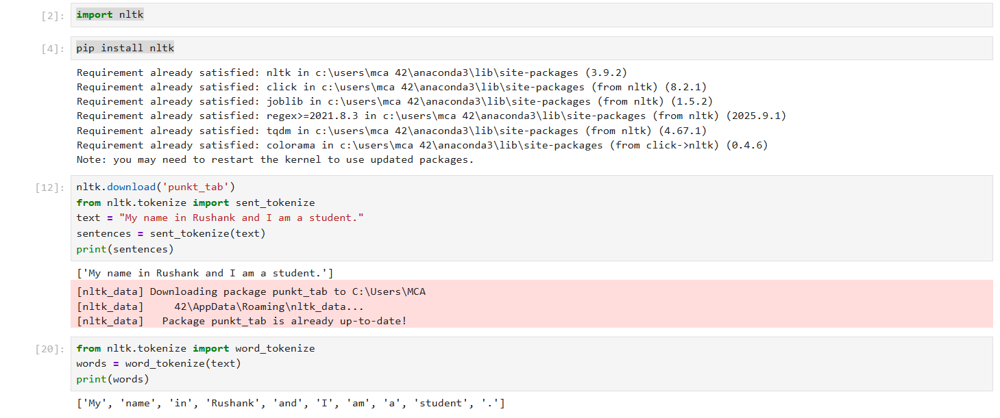 [2]: import nltk
[4]: pip install nltk
Requirement already satisfied: nltk in c:\users\mca 42\anaconda3\lib\site-packages (3.9.2)
Requirement already satisfied: click in c:\users\mca 42\anaconda3\lib\site-packages (from nltk) (8.2.1)
Requirement already satisfied: joblib in c:\users\mca 42\anaconda3\lib\site-packages (from nltk) (1.5.2)
Requirement already satisfied: regex>=2021.8.3 in c:\users\mca 42\anaconda3\lib\site-packages (from nltk) (2025.9.1)
Requirement already satisfied: tqdm in c:\users\mca 42\anaconda3\lib\site-packages (from nltk) (4.67.1)
Requirement already satisfied: colorama in c:\users\mca 42\anaconda3\lib\site-packages (from click->nltk) (0.4.6)
Note: you may need to restart the kernel to use updated packages.
[12]: nltk.download('punkt_tab')
from nltk.tokenize import sent_tokenize
text = "My name in Rushank and I am a student."
sentences = sent_tokenize(text)
print(sentences)
['My name in Rushank and I am a student.']
[nltk_data] Downloading package punkt_tab to C:\Users\MCA
[nltk_data]     42\AppData\Roaming\nltk_data...
[nltk_data]   Package punkt_tab is already up-to-date!
[20]: from nltk.tokenize import word_tokenize
words = word_tokenize(text)
print(words)
['My', 'name', 'in', 'Rushank', 'and', 'I', 'am', 'a', 'student', '.']